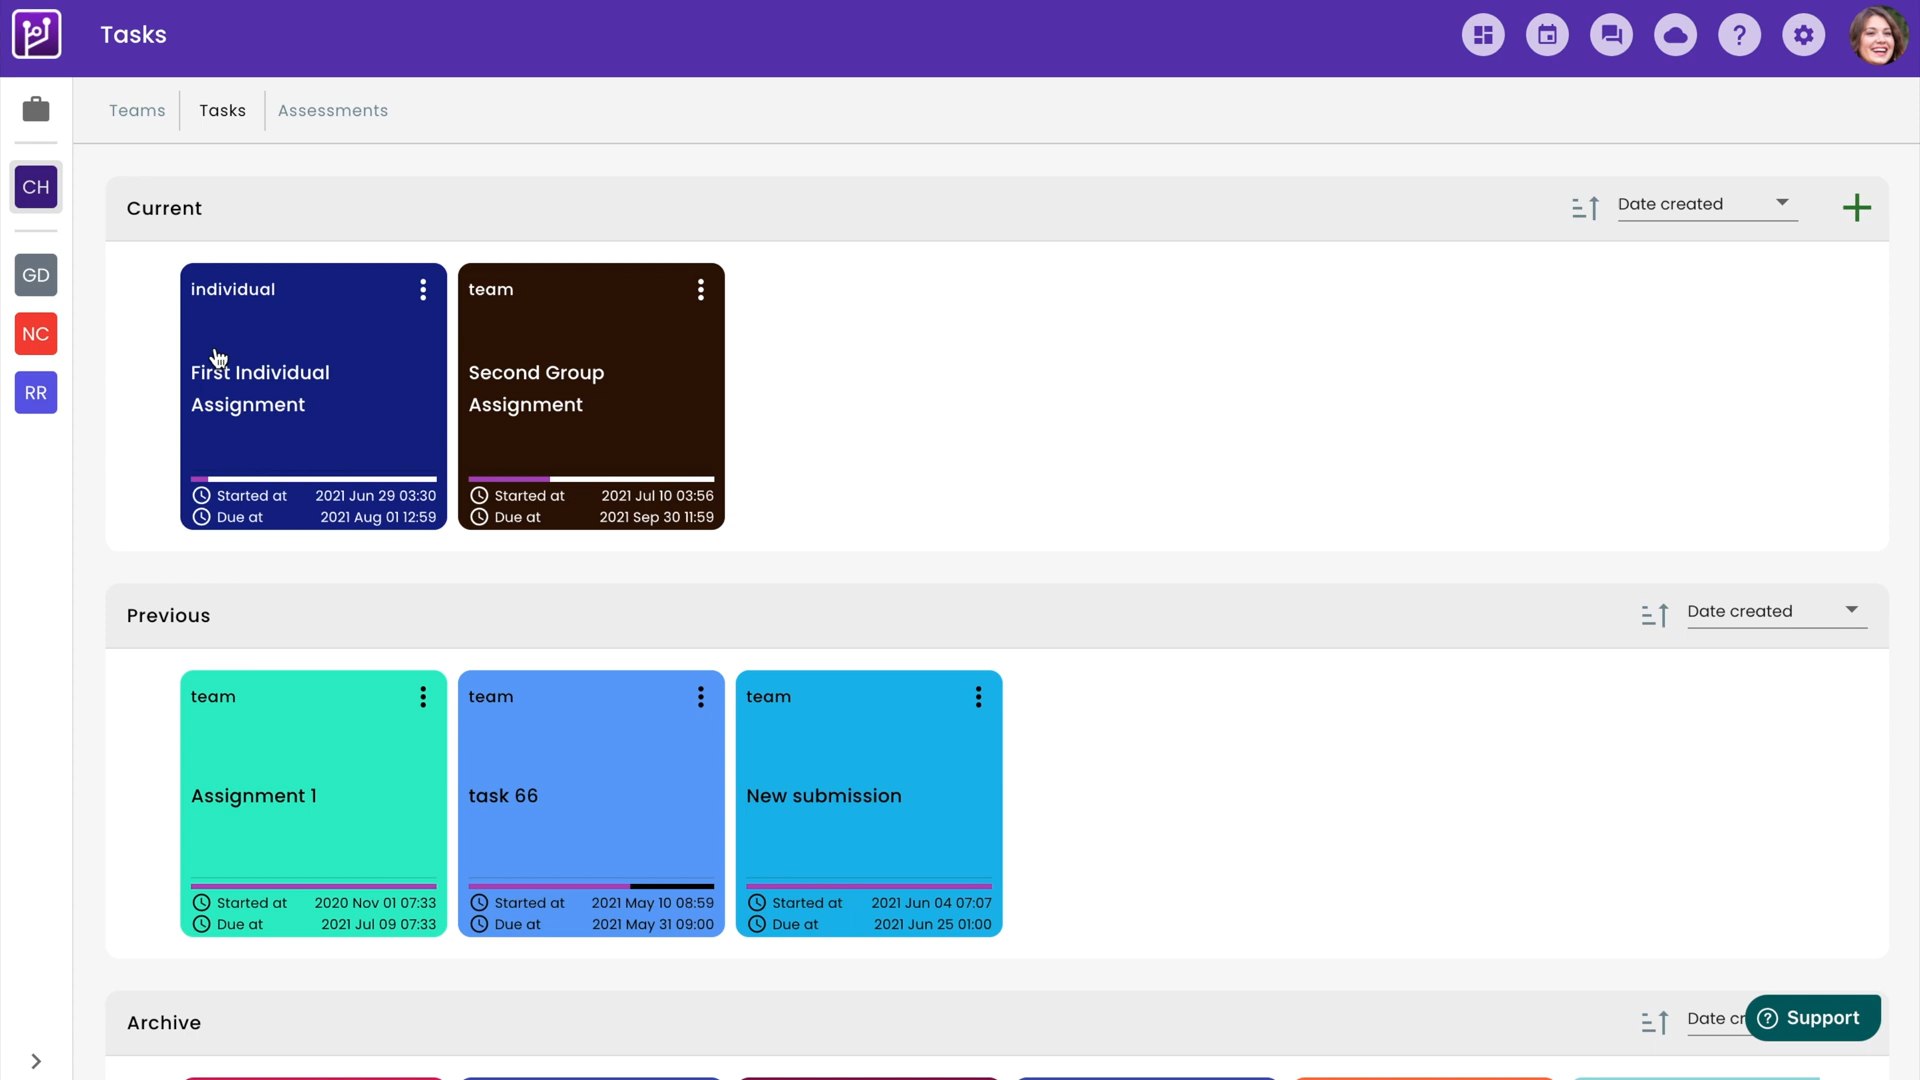 Tasks
?
Teams
Tasks
Assessments
CH
GD
NC
RR
Current
Date created
individual
First Individual
Assignment
Started at 2021 Jun 29 03:30
Due at 2021 Aug 01 12:59
team
Second Group
Assignment
Started at 2021 Jul 10 03:56
Due at 2021 Sep 30 11:59
Previous
Date created
team
Assignment 1
Started at 2020 Nov 01 07:33
Due at 2021 Jul 09 07:33
team
task 66
Started at 2021 May 10 08:59
Due at 2021 May 31 09:00
team
New submission
Started at 2021 Jun 04 07:07
Due at 2021 Jun 25 01:00
Archive
Date cr
? Support